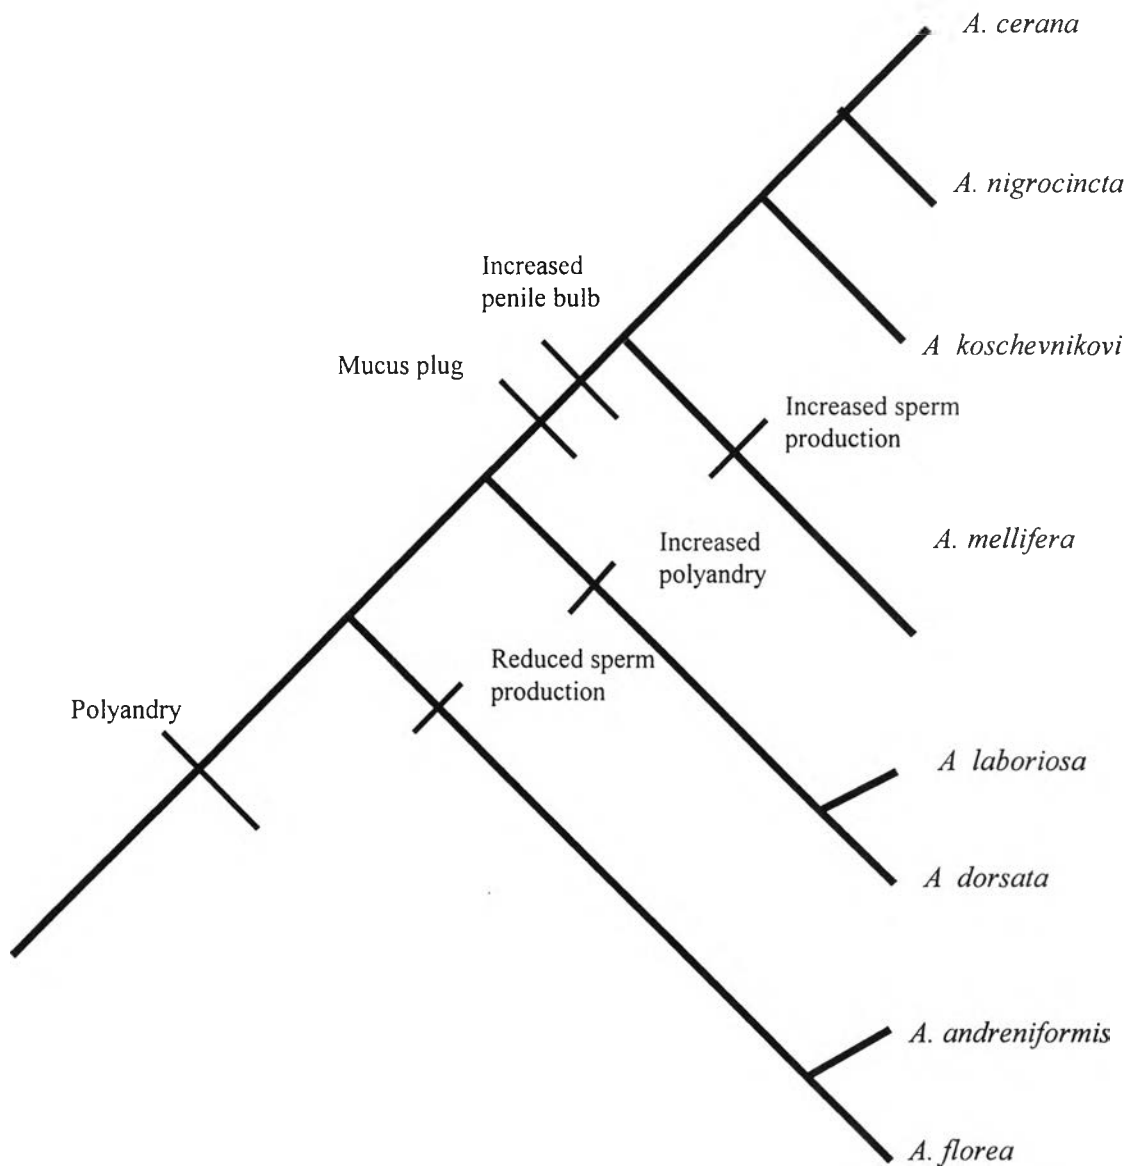 A. cerana
A. nigrocincta
Increased
penile bulb
A koschevnikovi
Mucus plug
Increased sperm
production
A. mellifera
Increased
polyandry
Reduced sperm
production
Polyandry
A laboriosa
A dorsata
A. andreniformis
A. florea